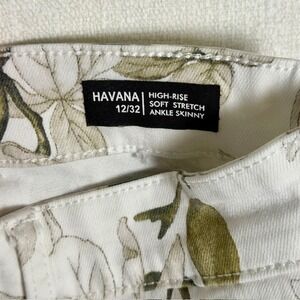 HAVANA
12/32
HIGH-RISE
SOFT STRETCH
ANKLE SKINNY